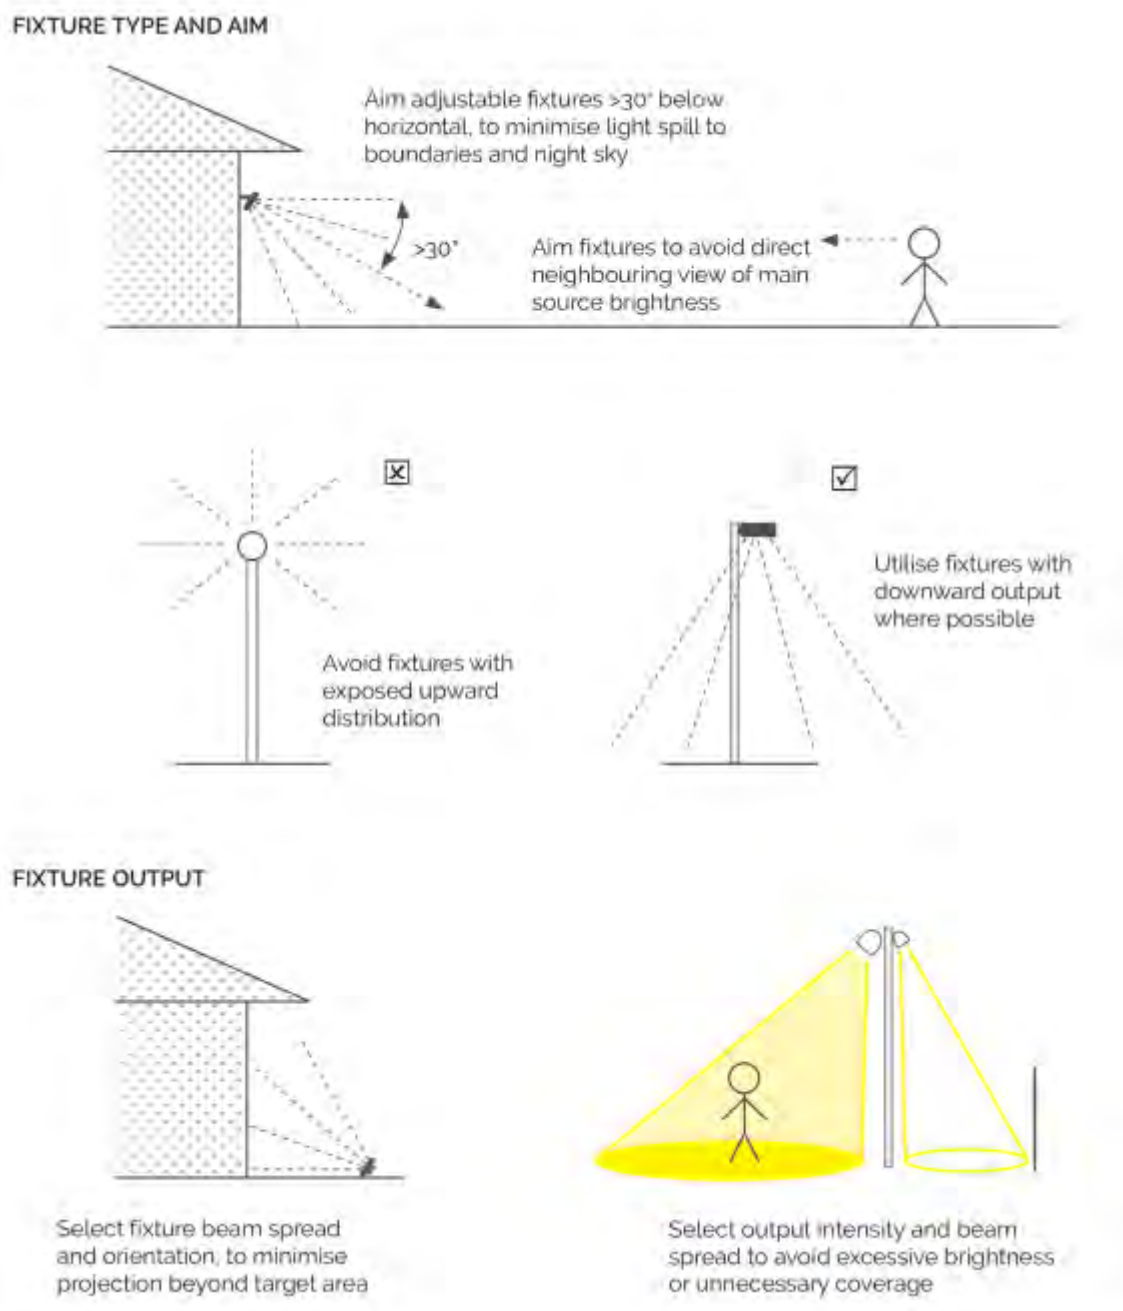 FIXTURE TYPE AND AIM
Aim adjustable fixtures >30° below
horizontal, to minimise light spill to
boundaries and night sky
>30°
Aim fixtures to avoid direct
neighbouring view of main
source brightness
Avoid fixtures with
exposed upward
distribution
Utilise fixtures with
downward output
where possible
FIXTURE OUTPUT
Select fixture beam spread
and orientation, to minimise
projection beyond target area
Select output intensity and beam
spread to avoid excessive brightness
or unnecessary coverage